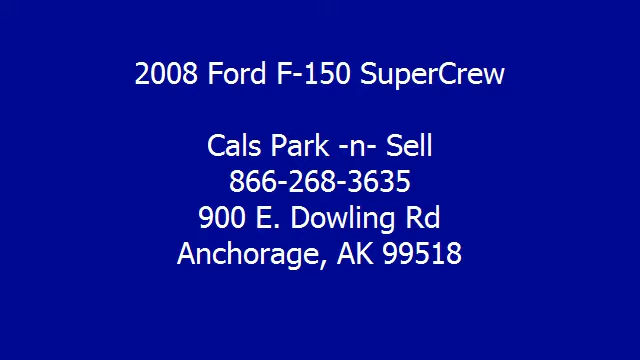 2008 Ford F-150 SuperCrew
Cals Park -n- Sell
866-268-3635
900 E. Dowling Rd
Anchorage, AK 99518